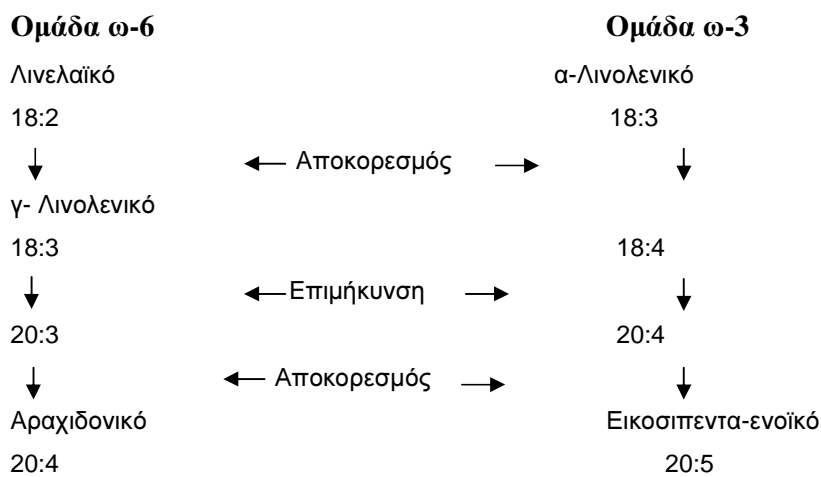 Ομάδα ω-6 Ομάδα ω-3
Λινελαϊκό α-Λινολενικό
18:2 18:3
Αποκορεσμός
γ- Λινολενικό
18:3 18:4
Επιμήκυνση
20:3 20:4
Αποκορεσμός
Αραχιδονικό Εικοσιπεντα-ενοϊκό
20:4 20:5